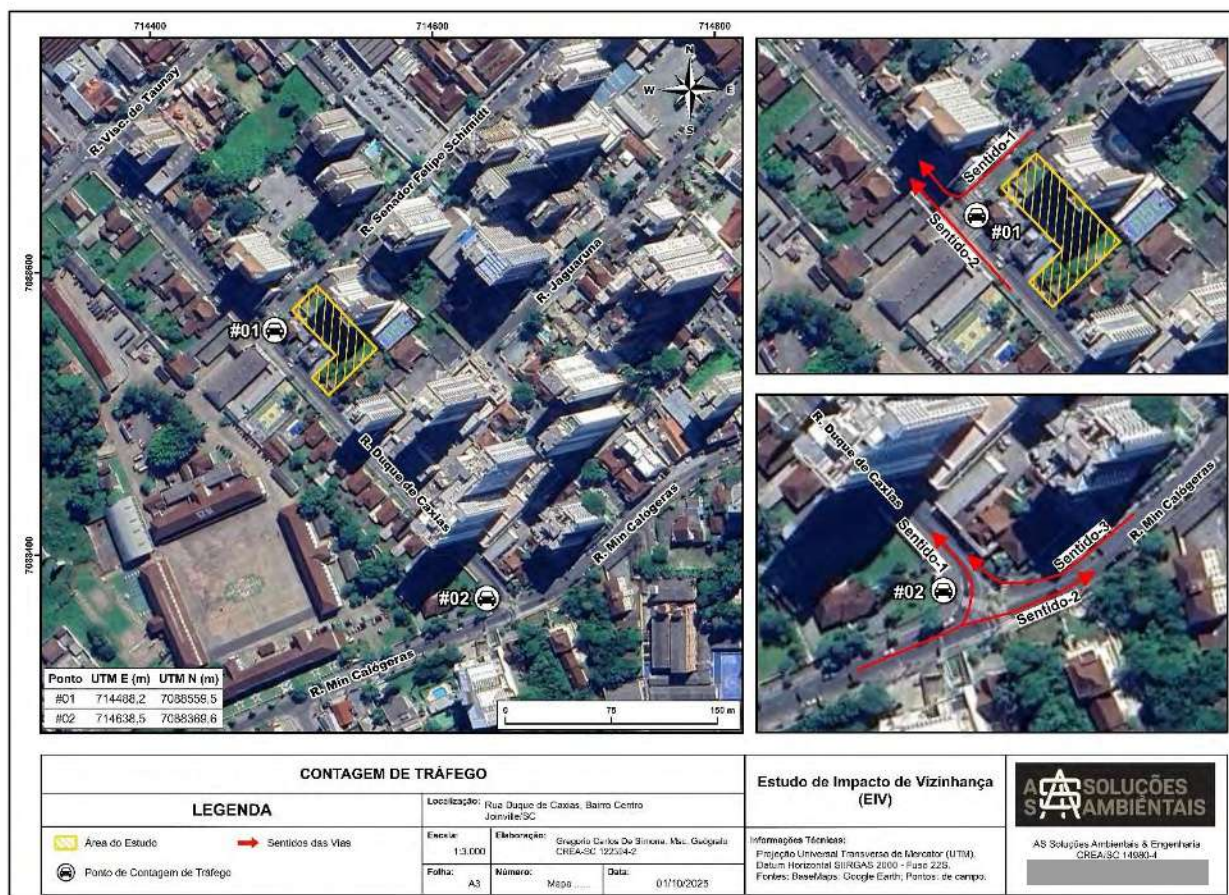 714400
714600
714800
7088600
7088400
N
W
E
S
R. Visc. de Taunay
R. Senador Felipe Schimidt
R. Jaguaruna
#01
R. Duque de Caxias
R. Min Calógeras
#02
R. Min Calógeras
Ponto UTM E (m) UTM N (m)
#01 714488,2 7088559,5
#02 714638,5 7088369,6
0 75 150 m
Sentido-1
#01
Sentido-2
R. Duque de Caxias
Sentido-1
Sentido-3
R. Min Calógeras
#02
Sentido-2
CONTAGEM DE TRÁFEGO
LEGENDA
Área do Estudo
Sentidos das Vias
Ponto de Contagem de Tráfego
Localização: Rua Duque de Caxias, Bairro Centro
Joinville/SC
Escala:
1:3.000
Elaboração:
Gregorio Carlos De Simone, Msc. Geógrafo
CREA-SC
Folha:
A3
Número:
Mapa ......
Data:
01/10/2025
Estudo de Impacto de Vizinhança
(EIV)
Informações Técnicas:
Projeção Universal Transverso de Mercator (UTM).
Datum Horizontal SIRGAS 2000 - Fuso 22S.
Fontes: BaseMaps: Google Earth; Pontos: de campo.
AS SOLUÇÕES
AMBIENTAIS
AS Soluções Ambientais & Engenharia
CREA/SC 14980-4